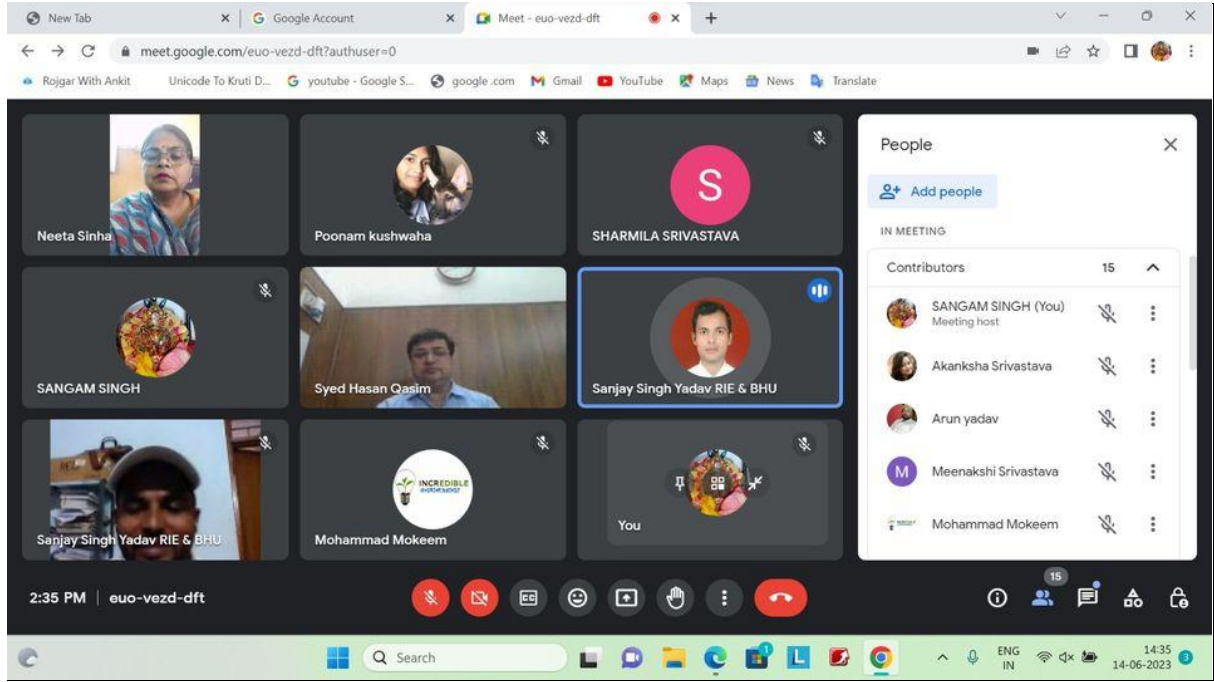 New Tab
Google Account
Meet - euo-vezd-dft
meet.google.com/euo-vezd-dft?authuser=0
Rojgar With Ankit Unicode To Kruti D... youtube - Google S... google .com Gmail YouTube Maps News Translate
Neeta Sinha
Poonam kushwaha
S
SHARMILA SRIVASTAVA
SANGAM SINGH
Syed Hasan Qasim
Sanjay Singh Yadav RIE & BHU
Sanjay Singh Yadav RIE & BHU
INCREDIBLE
Mohammad Mokeem
You
People
Add people
IN MEETING
Contributors 15
SANGAM SINGH (You)
Meeting host
Akanksha Srivastava
Arun yadav
M
Meenakshi Srivastava
Mohammad Mokeem
2:35 PM | euo-vezd-dft
CC
15
Search
1
L
ENG
IN
14:35
14-06-2023
3